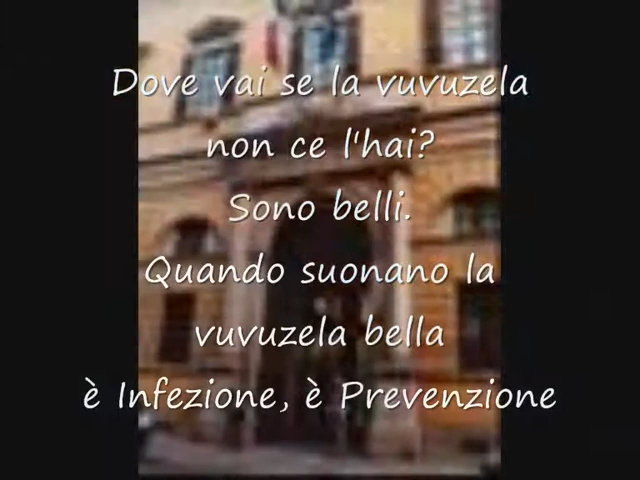 Dove vai se la vuvuzela
non ce l'hai?
Sono belli.
Quando suonano la
vuvuzela bella
è Infezione, è Prevenzione